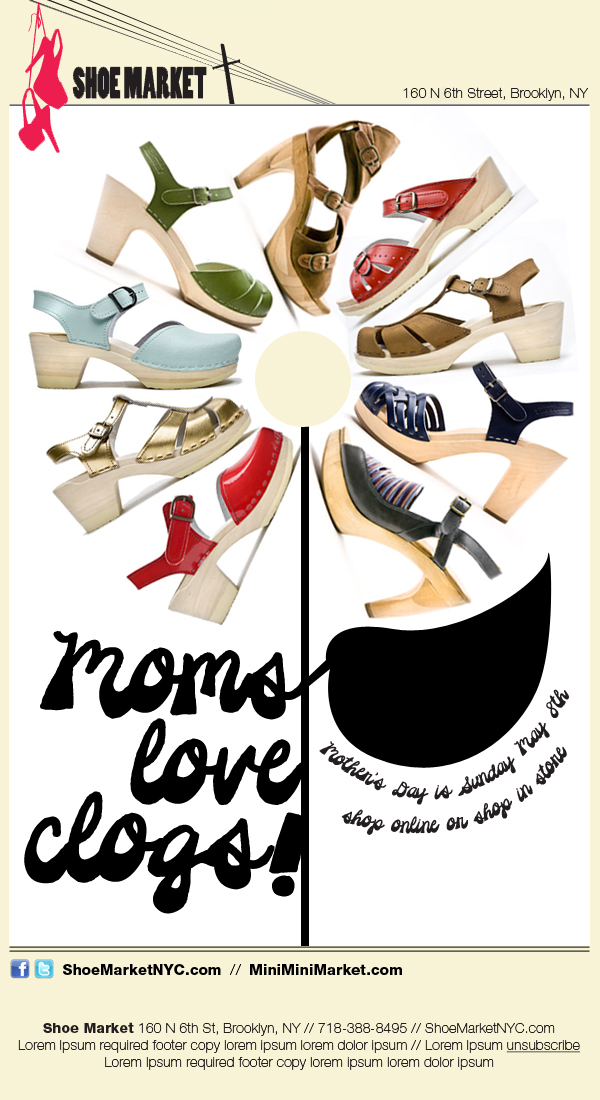 SHOE MARKET
160 N 6th Street, Brooklyn, NY
moms
love
clogs!
Mother's Day is Sunday May 8th
shop online or shop in store
ShoeMarketNYC.com // MiniMiniMarket.com
Shoe Market 160 N 6th St, Brooklyn, NY // 718-388-8495 // ShoeMarketNYC.com
Lorem Ipsum required footer copy lorem ipsum lorem dolor ipsum // Lorem Ipsum unsubscribe
Lorem Ipsum required footer copy lorem ipsum lorem dolor ipsum